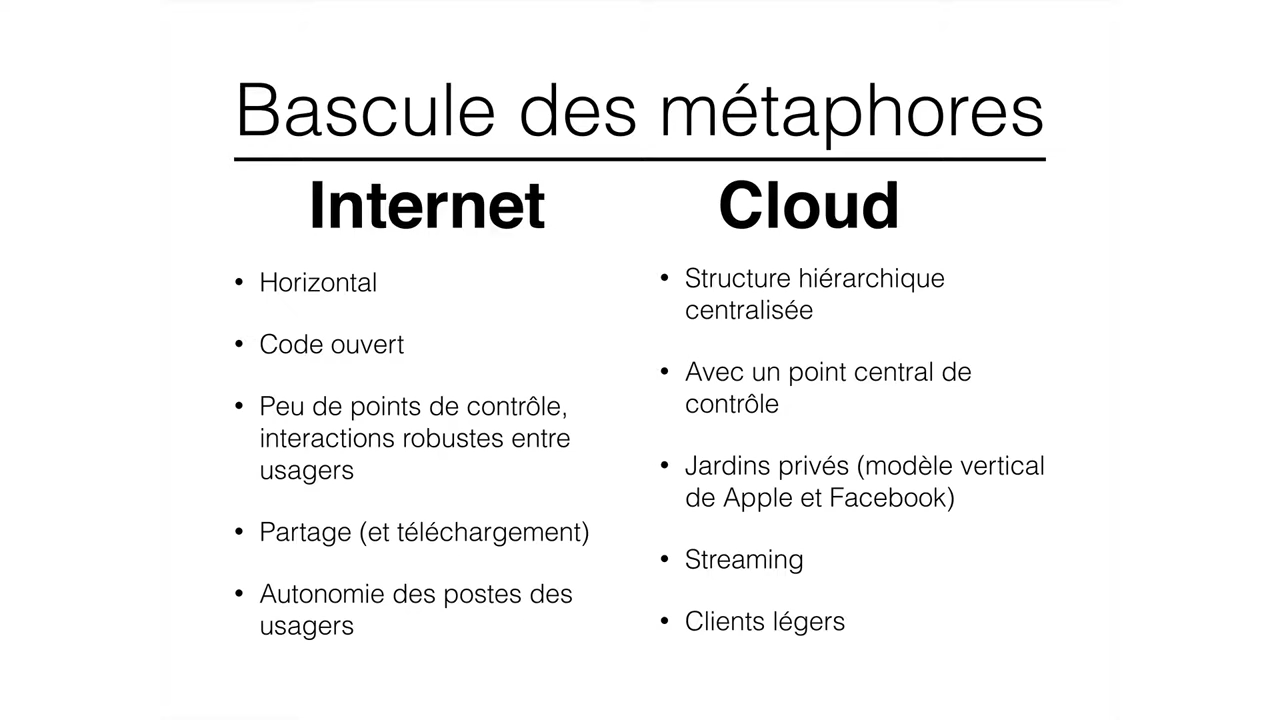 Bascule des métaphores
Internet
• Horizontal
• Code ouvert
• Peu de points de contrôle,
interactions robustes entre
usagers
• Partage (et téléchargement)
• Autonomie des postes des
usagers
Cloud
• Structure hiérarchique
centralisée
• Avec un point central de
contrôle
• Jardins privés (modèle vertical
de Apple et Facebook)
• Streaming
• Clients légers